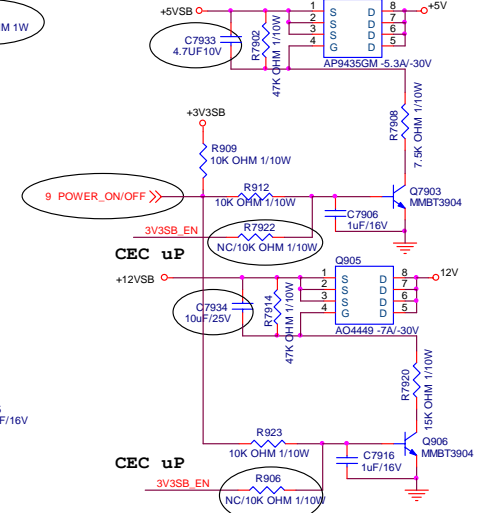 M 1W
+5VSB
C7933
4.7UF10V
R7902
47K OHM 1/10W
1 S D 8
2 S D 7
3 S D 6
4 G D 5
+5V
AP9435GM -5.3A/-30V
R7908
7.5K OHM 1/10W
+3V3SB
R909
10K OHM 1/10W
9 POWER_ON/OFF
R912
10K OHM 1/10W
Q7903
MMBT3904
C7906
1uF/16V
3V3SB_EN
R7922
NC/10K OHM 1/10W
CEC uP
Q905
+12VSB
C7934
10uF/25V
R7914
47K OHM 1/10W
1 S D 8
2 S D 7
3 S D 6
4 G D 5
12V
AO4449 -7A/-30V
R7920
15K OHM 1/10W
F/16V
R923
10K OHM 1/10W
Q906
MMBT3904
C7916
1uF/16V
CEC uP
3V3SB_EN
R906
NC/10K OHM 1/10W